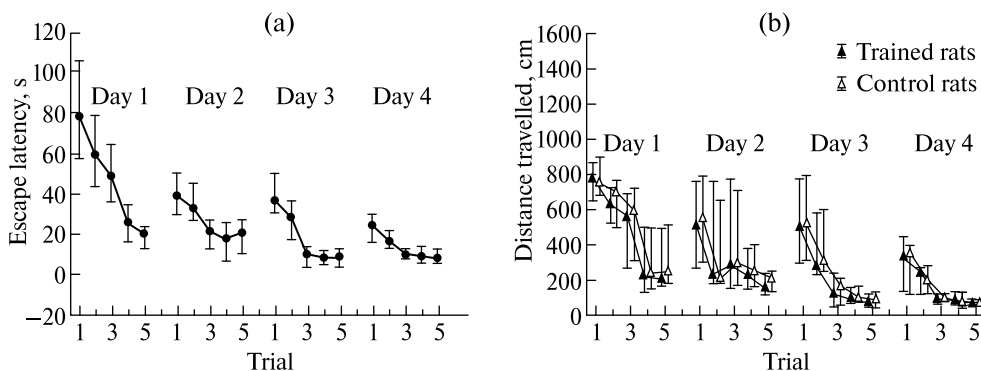 (a)
120
100
80
60
40
20
0
−20
Escape latency, s
Day 1
Day 2
Day 3
Day 4
1 3 5 1 3 5 1 3 5 1 3 5
Trial
(b)
1600
1400
1200
1000
800
600
400
200
0
Distance travelled, cm
Trained rats
Control rats
Day 1
Day 2
Day 3
Day 4
1 3 5 1 3 5 1 3 5 1 3 5
Trial